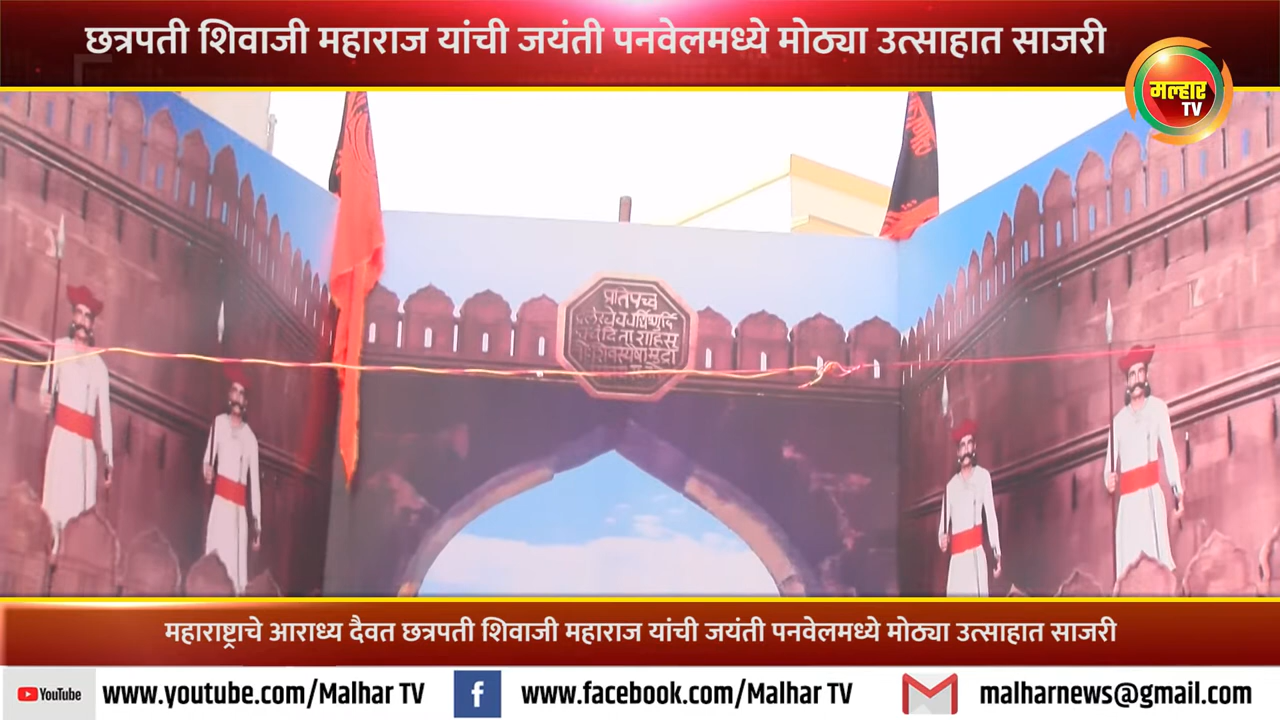 छत्रपती शिवाजी महाराज यांची जयंती पनवेलमध्ये मोठ्या उत्साहात साजरी
मल्हार
TV
प्रतिपच्चं
महाराष्ट्राचे आराध्य दैवत छत्रपती शिवाजी महाराज यांची जयंती पनवेलमध्ये मोठ्या उत्साहात साजरी
YouTube
www.youtube.com/Malhar TV
f
www.facebook.com/Malhar TV
malharnews@gmail.com